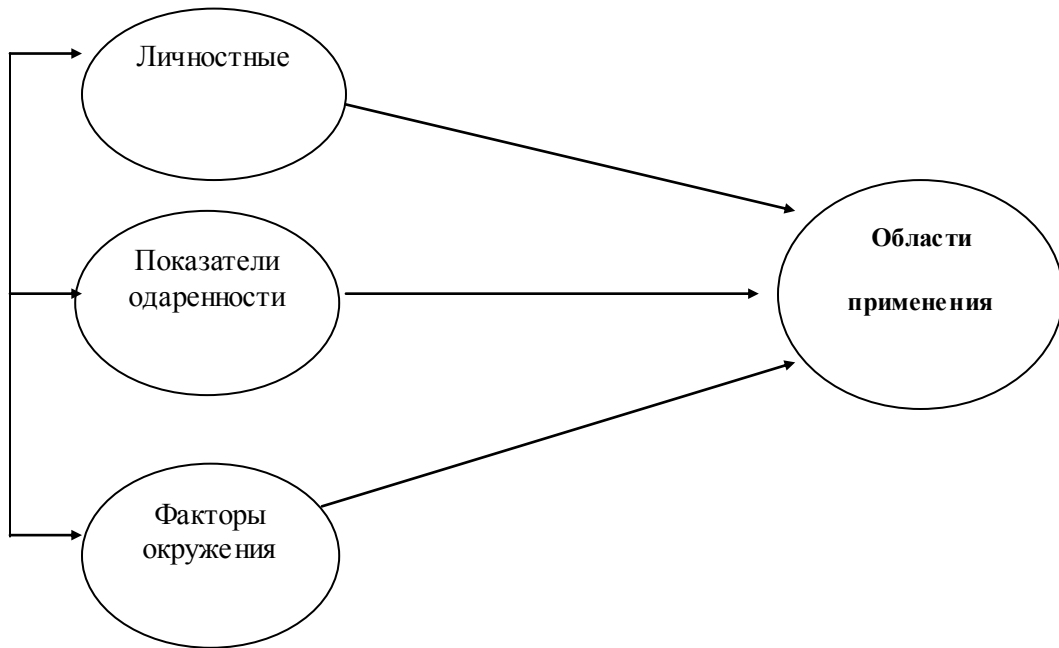 Личностные
Показатели
одаренности
Области
применения
Факторы
окружения